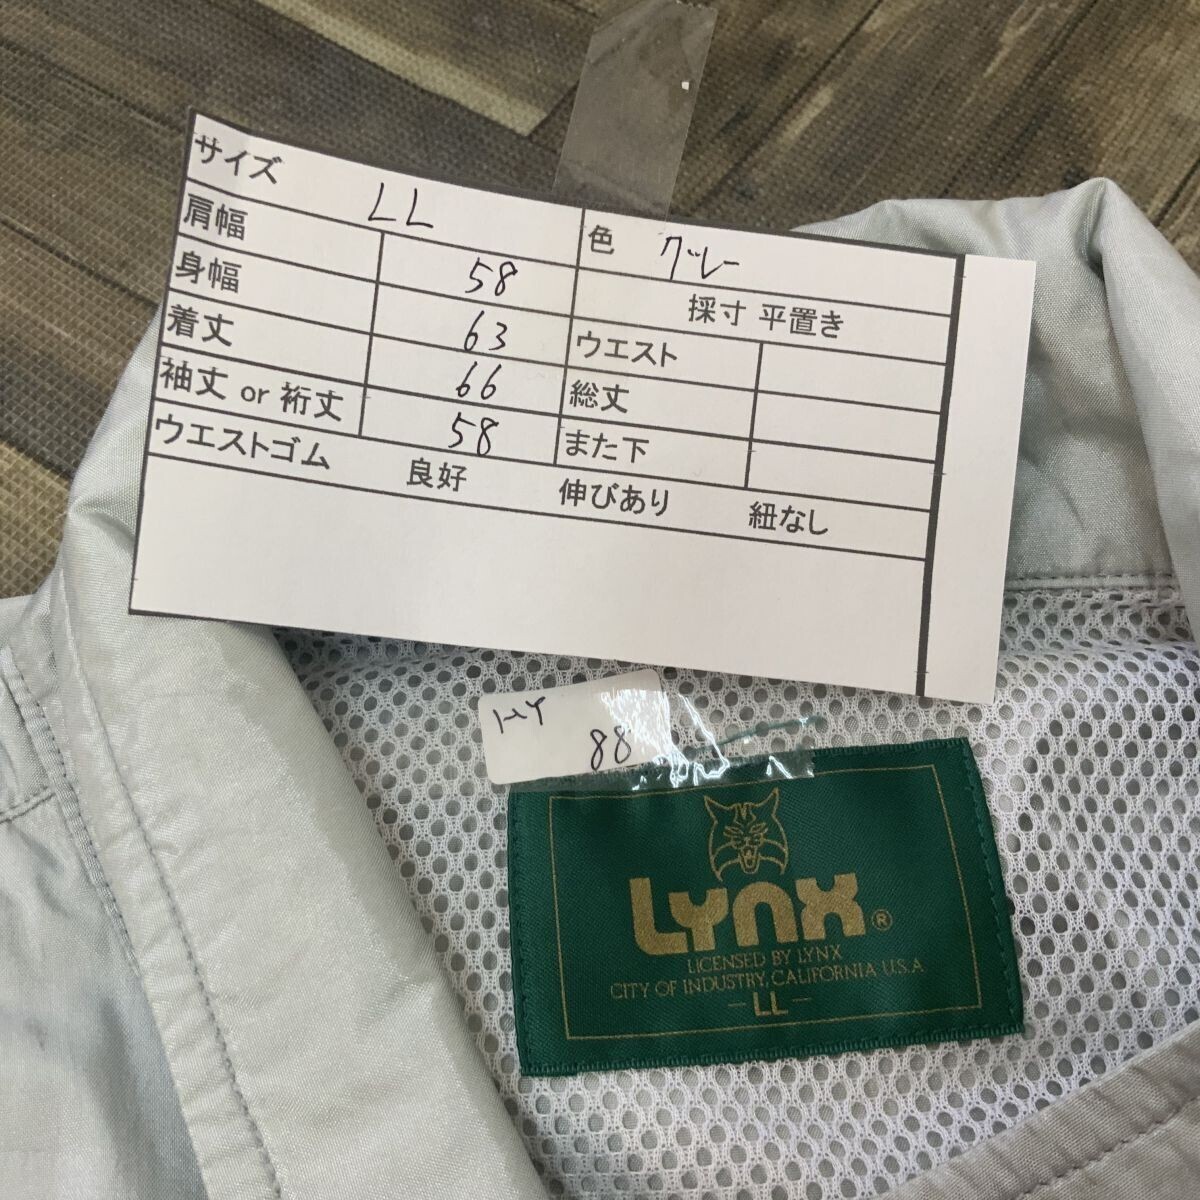 サイズ LL
色 グレー
肩幅 58
採寸 平置き
身幅 63
ウエスト
着丈 66
総丈
袖丈 or 裄丈 58
また下
ウエストゴム 良好 伸びあり 紐なし
88
LYNX®
LICENSED BY LYNX
CITY OF INDUSTRY, CALIFORNIA U.S.A.
-LL-